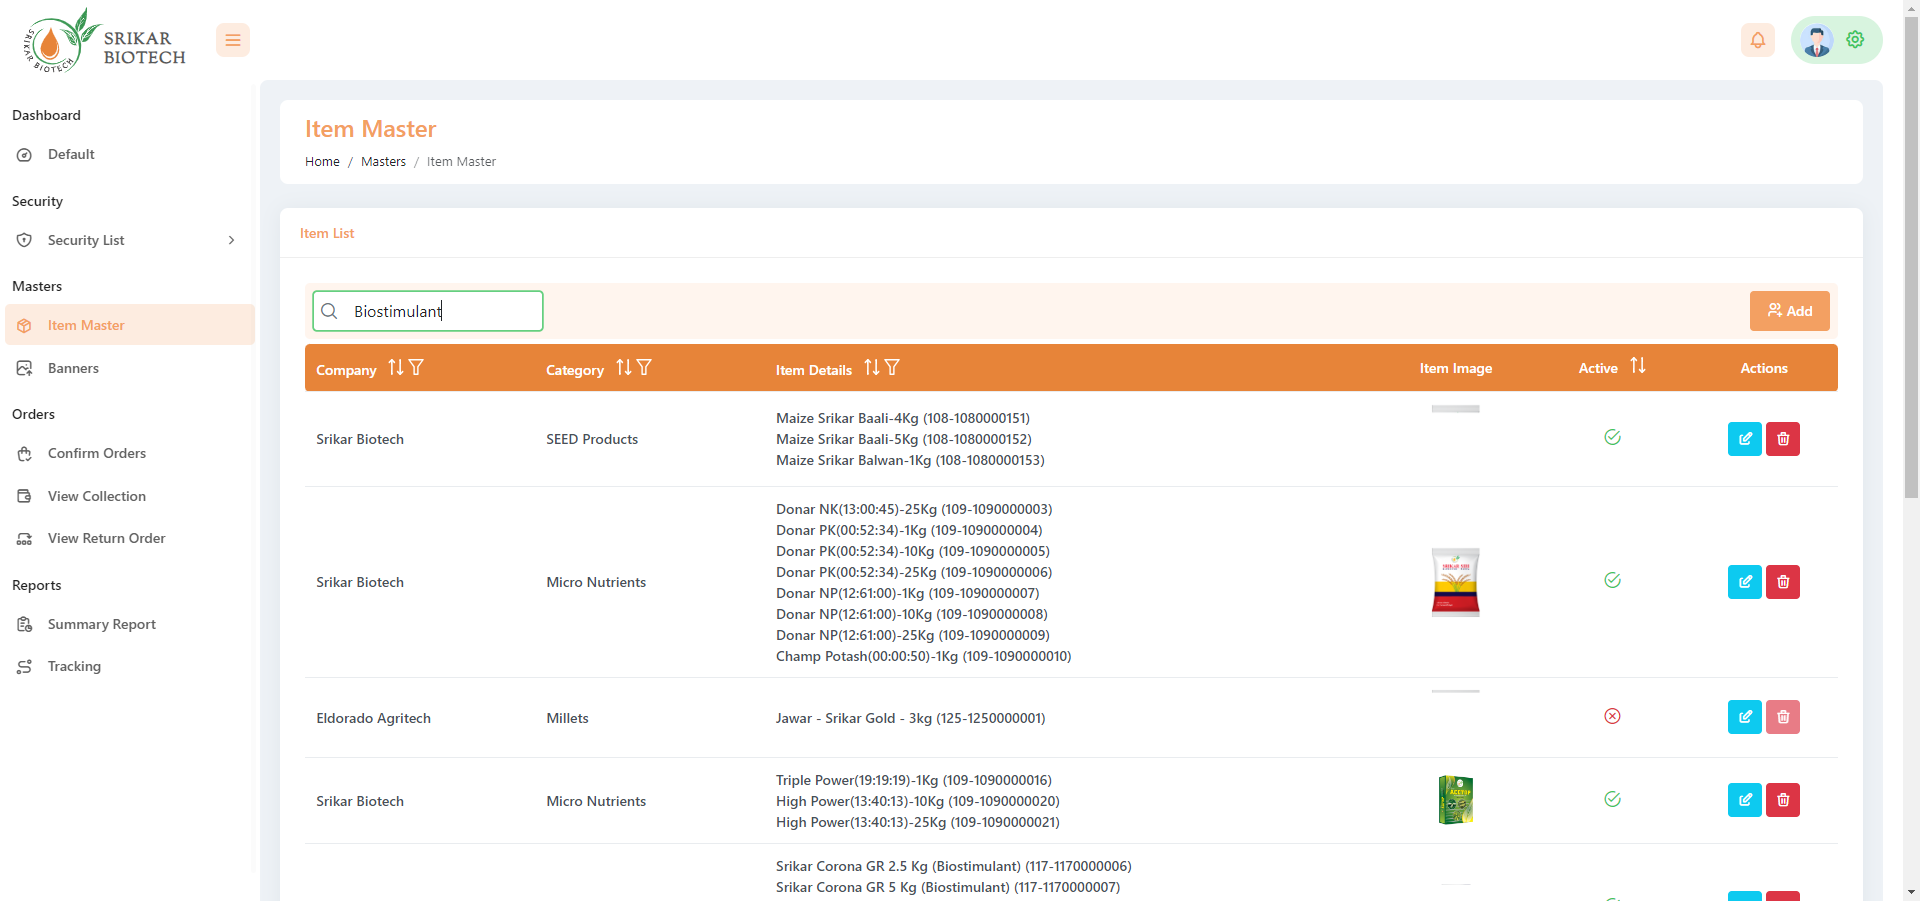 SRIKAR BIOTECH
SRIKAR
BIOTECH
Dashboard
Default
Security
Security List
Masters
Item Master
Banners
Orders
Confirm Orders
View Collection
View Return Order
Reports
Summary Report
Tracking
Item Master
Home / Masters / Item Master
Item List
Biostimulant
Add
Company Category Item Details Item Image Active Actions
Srikar Biotech
SEED Products
Maize Srikar Baali-4Kg (108-1080000151)
Maize Srikar Baali-5Kg (108-1080000152)
Maize Srikar Balwan-1Kg (108-1080000153)
Srikar Biotech
Micro Nutrients
Donar NK(13:00:45)-25Kg (109-1090000003)
Donar PK(00:52:34)-1Kg (109-1090000004)
Donar PK(00:52:34)-10Kg (109-1090000005)
Donar PK(00:52:34)-25Kg (109-1090000006)
Donar NP(12:61:00)-1Kg (109-1090000007)
Donar NP(12:61:00)-10Kg (109-1090000008)
Donar NP(12:61:00)-25Kg (109-1090000009)
Champ Potash(00:00:50)-1Kg (109-1090000010)
Eldorado Agritech
Millets
Jawar - Srikar Gold - 3kg (125-1250000001)
Srikar Biotech
Micro Nutrients
Triple Power(19:19:19)-1Kg (109-1090000016)
High Power(13:40:13)-10Kg (109-1090000020)
High Power(13:40:13)-25Kg (109-1090000021)
Srikar Corona GR 2.5 Kg (Biostimulant) (117-1170000006)
Srikar Corona GR 5 Kg (Biostimulant) (117-1170000007)